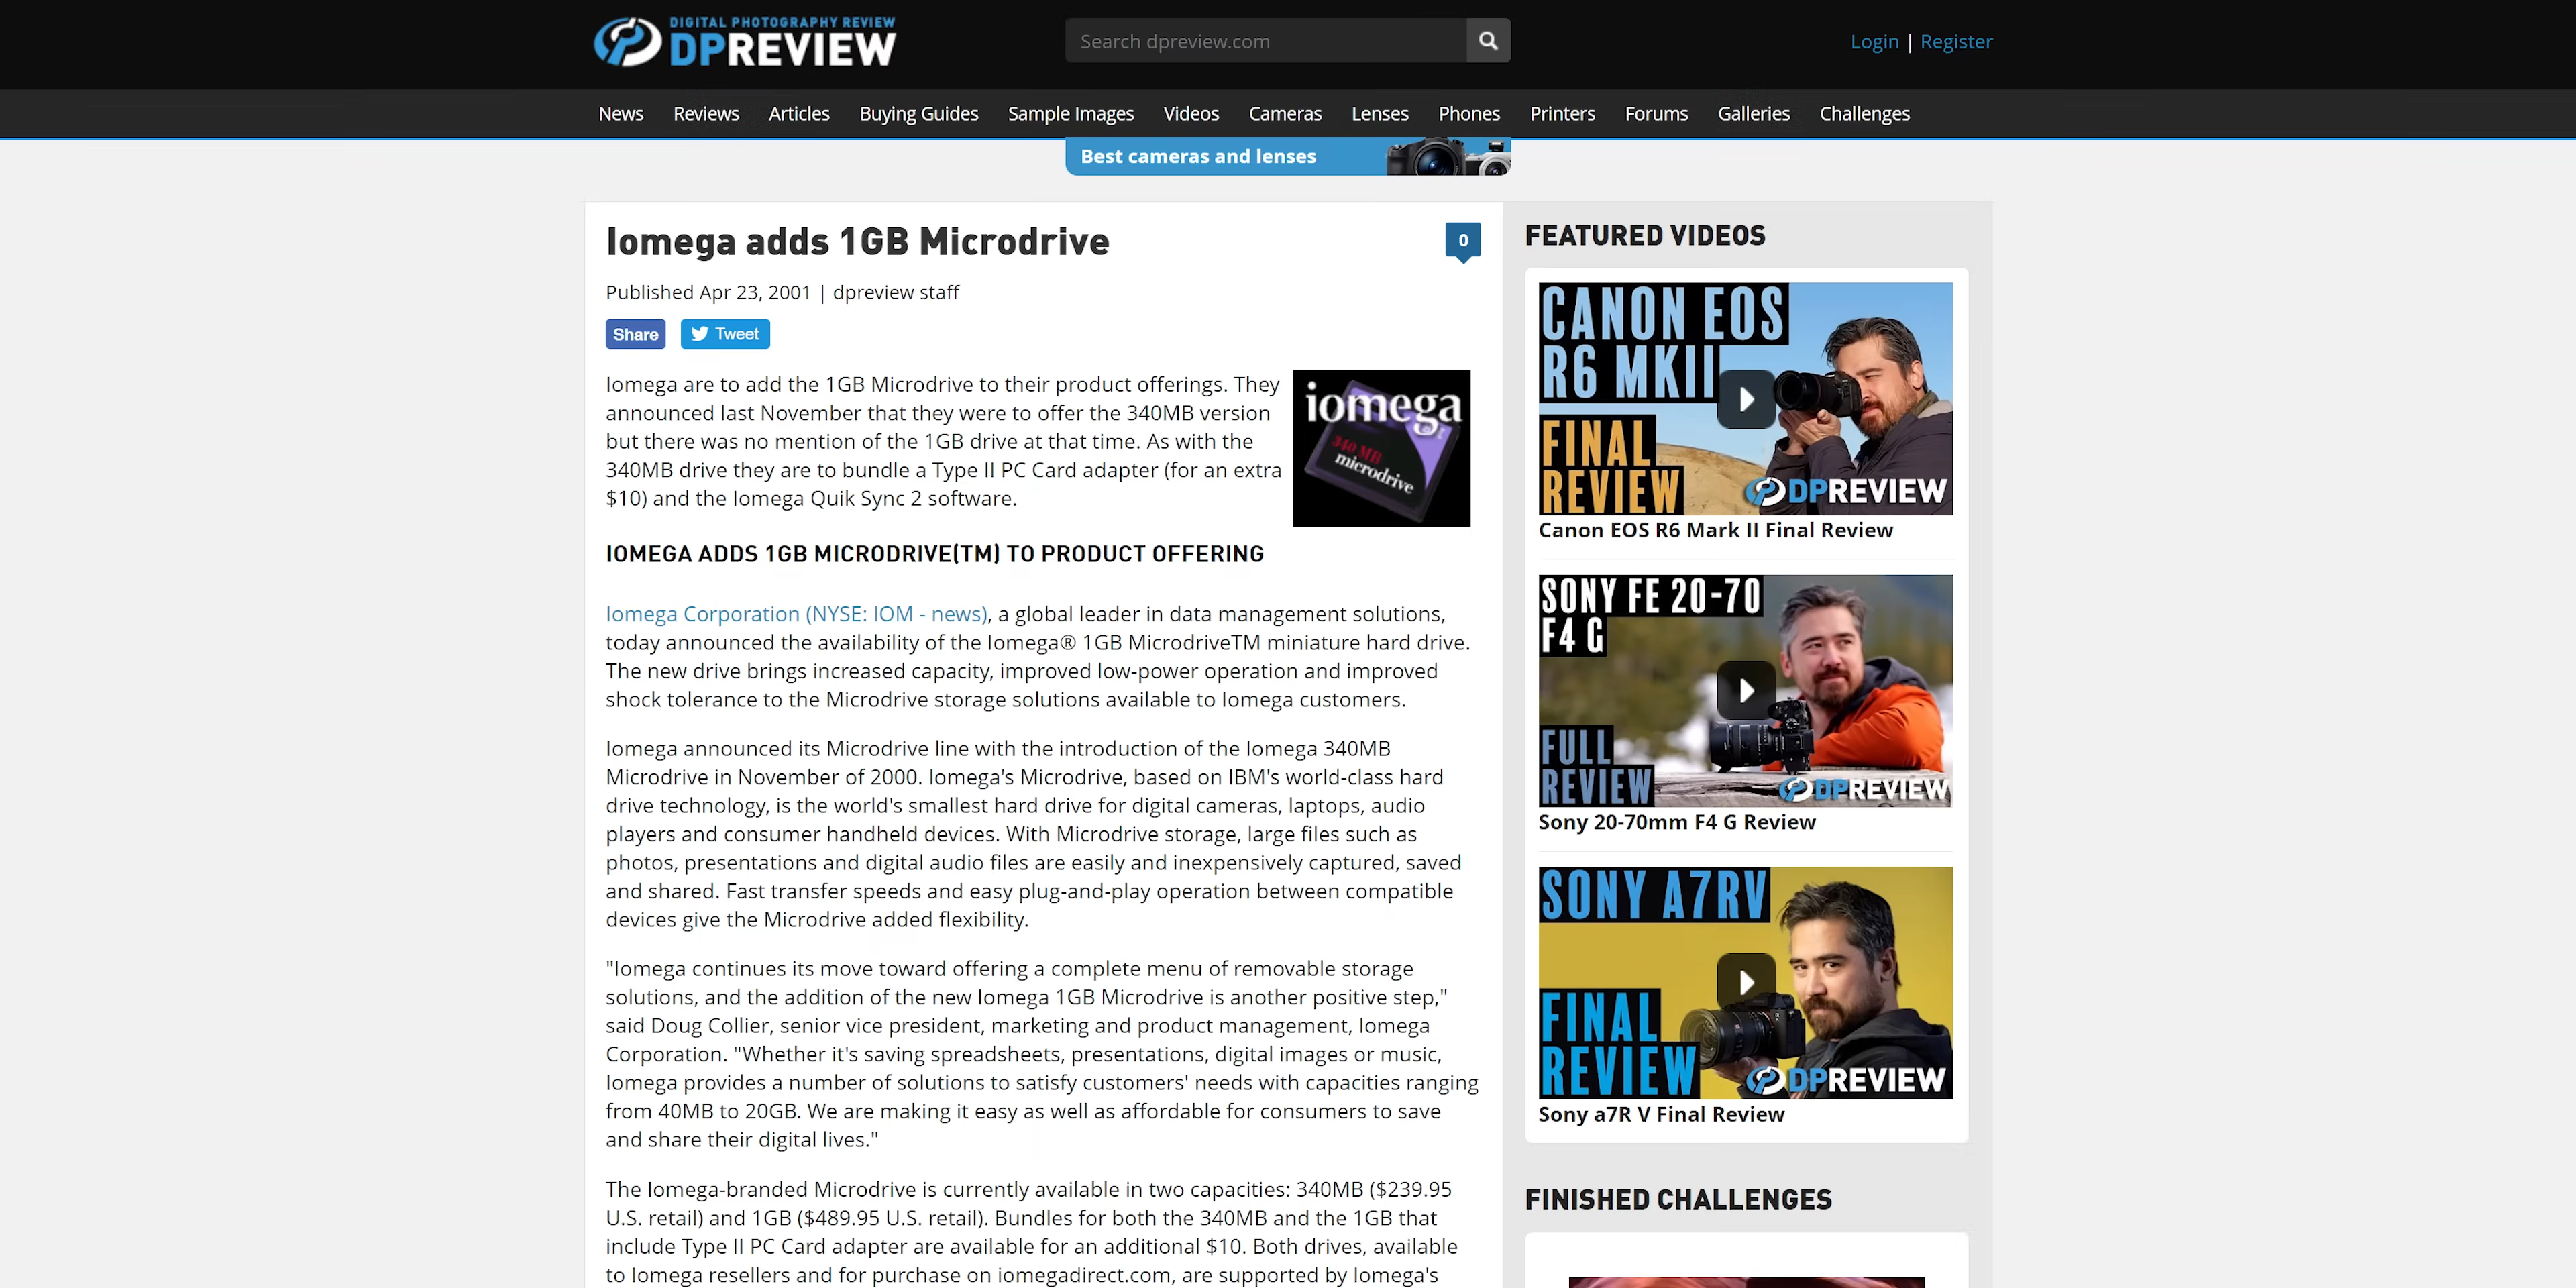 DIGITAL PHOTOGRAPHY REVIEW
DPREVIEW
Search dpreview.com
Login | Register
News Reviews Articles Buying Guides Sample Images Videos Cameras Lenses Phones Printers Forums Galleries Challenges
Best cameras and lenses
Iomega adds 1GB Microdrive
0
Published Apr 23, 2001 | dpreview staff
Share Tweet
Iomega are to add the 1GB Microdrive to their product offerings. They
announced last November that they were to offer the 340MB version
but there was no mention of the 1GB drive at that time. As with the
340MB drive they are to bundle a Type II PC Card adapter (for an extra
$10) and the Iomega Quik Sync 2 software.
iomega
340 MB
microdrive
IOMEGA ADDS 1GB MICRODRIVE(TM) TO PRODUCT OFFERING
Iomega Corporation (NYSE: IOM - news), a global leader in data management solutions,
today announced the availability of the Iomega® 1GB MicrodriveTM miniature hard drive.
The new drive brings increased capacity, improved low-power operation and improved
shock tolerance to the Microdrive storage solutions available to Iomega customers.
Iomega announced its Microdrive line with the introduction of the Iomega 340MB
Microdrive in November of 2000. Iomega's Microdrive, based on IBM's world-class hard
drive technology, is the world's smallest hard drive for digital cameras, laptops, audio
players and consumer handheld devices. With Microdrive storage, large files such as
photos, presentations and digital audio files are easily and inexpensively captured, saved
and shared. Fast transfer speeds and easy plug-and-play operation between compatible
devices give the Microdrive added flexibility.
"Iomega continues its move toward offering a complete menu of removable storage
solutions, and the addition of the new Iomega 1GB Microdrive is another positive step,"
said Doug Collier, senior vice president, marketing and product management, Iomega
Corporation. "Whether it's saving spreadsheets, presentations, digital images or music,
Iomega provides a number of solutions to satisfy customers' needs with capacities ranging
from 40MB to 20GB. We are making it easy as well as affordable for consumers to save
and share their digital lives."
The Iomega-branded Microdrive is currently available in two capacities: 340MB ($239.95
U.S. retail) and 1GB ($489.95 U.S. retail). Bundles for both the 340MB and the 1GB that
include Type II PC Card adapter are available for an additional $10. Both drives, available
to Iomega resellers and for purchase on iomegadirect.com, are supported by Iomega's
FEATURED VIDEOS
CANON EOS
R6 MKII
FINAL
REVIEW
DPREVIEW
Canon EOS R6 Mark II Final Review
SONY FE 20-70
F4 G
FULL
REVIEW
DPREVIEW
Sony 20-70mm F4 G Review
SONY A7RV
FINAL
REVIEW
DPREVIEW
Sony a7R V Final Review
FINISHED CHALLENGES